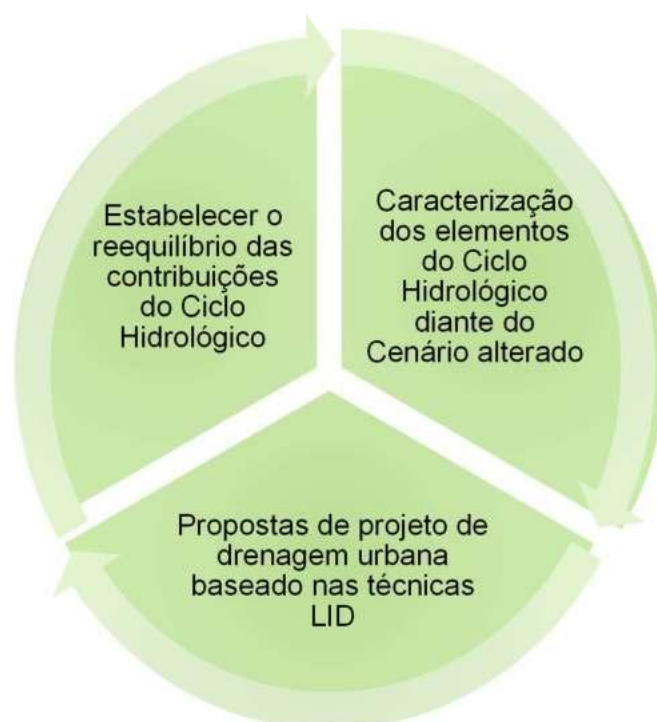 Estabelecer o
reequilíbrio das
contribuições
do Ciclo
Hidrológico
Caracterização
dos elementos
do Ciclo
Hidrológico
diante do
Cenário alterado
Propostas de projeto de
drenagem urbana
baseado nas técnicas
LID